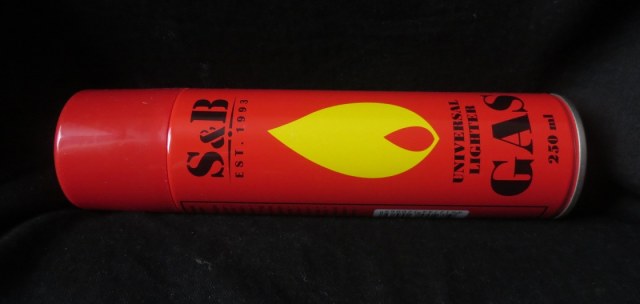 S&B
EST. 1993
UNIVERSAL
LIGHTER
GAS
250 ml